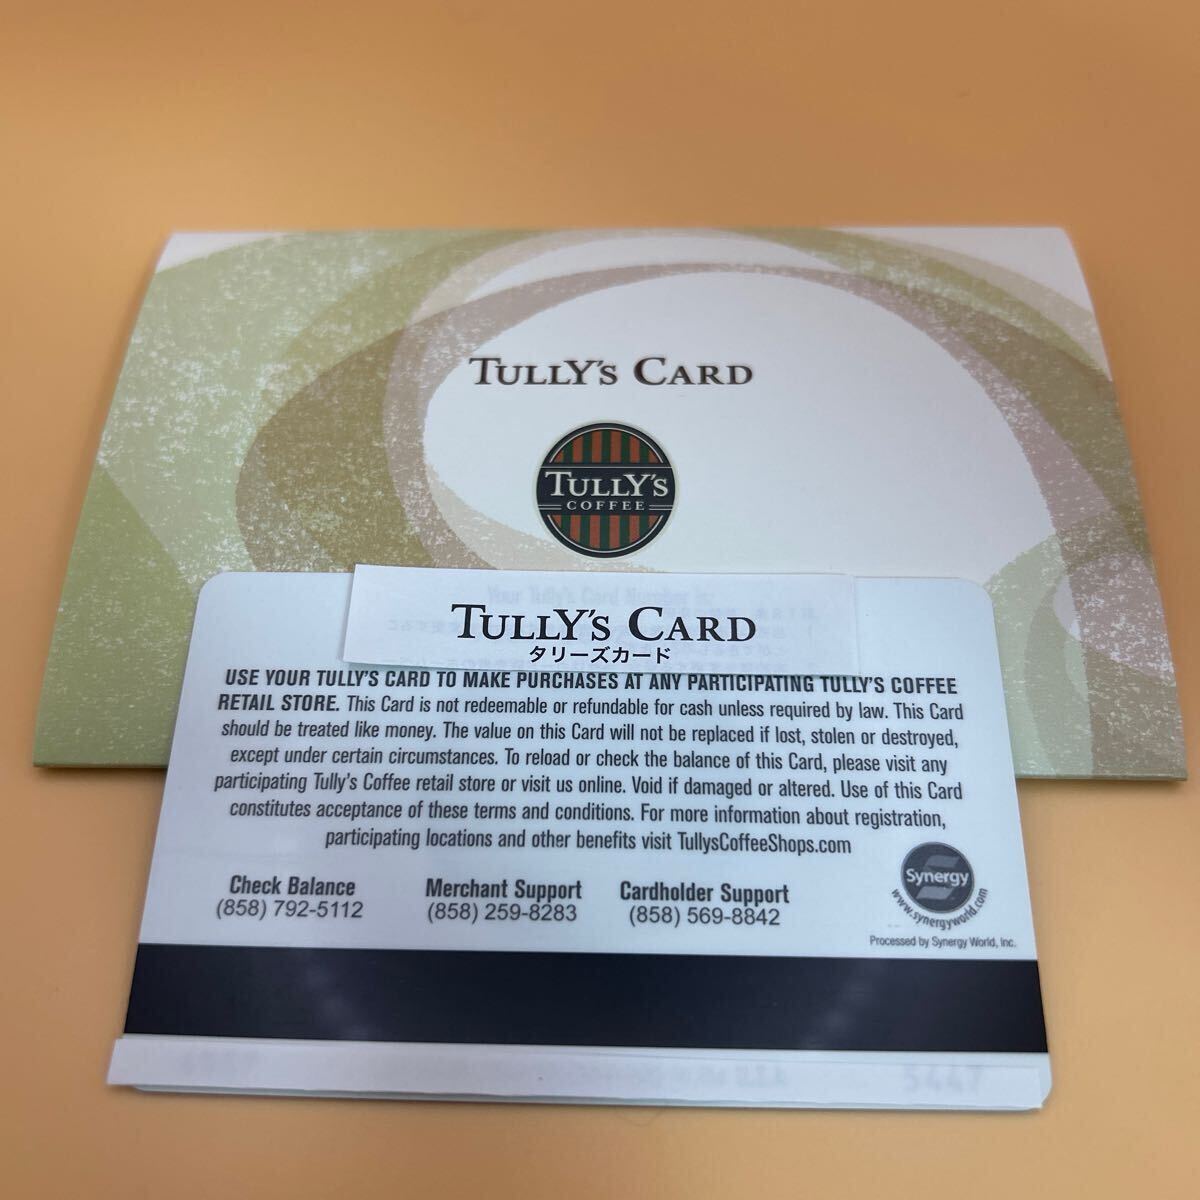 TULLY'S CARD
TULLY'S
COFFEE
Your Tully's Card Number is:
TULLY'S CARD
タリーズカード
USE YOUR TULLY'S CARD TO MAKE PURCHASES AT ANY PARTICIPATING TULLY'S COFFEE
RETAIL STORE. This Card is not redeemable or refundable for cash unless required by law. This Card
should be treated like money. The value on this Card will not be replaced if lost, stolen or destroyed,
except under certain circumstances. To reload or check the balance of this Card, please visit any
participating Tully's Coffee retail store or visit us online. Void if damaged or altered. Use of this Card
constitutes acceptance of these terms and conditions. For more information about registration,
participating locations and other benefits visit TullysCoffeeShops.com
Check Balance
(858) 792-5112
Merchant Support
(858) 259-8283
Cardholder Support
(858) 569-8842
Synergy
www.synergyworld.com
Processed by Synergy World, Inc.
U.S.A.
5447